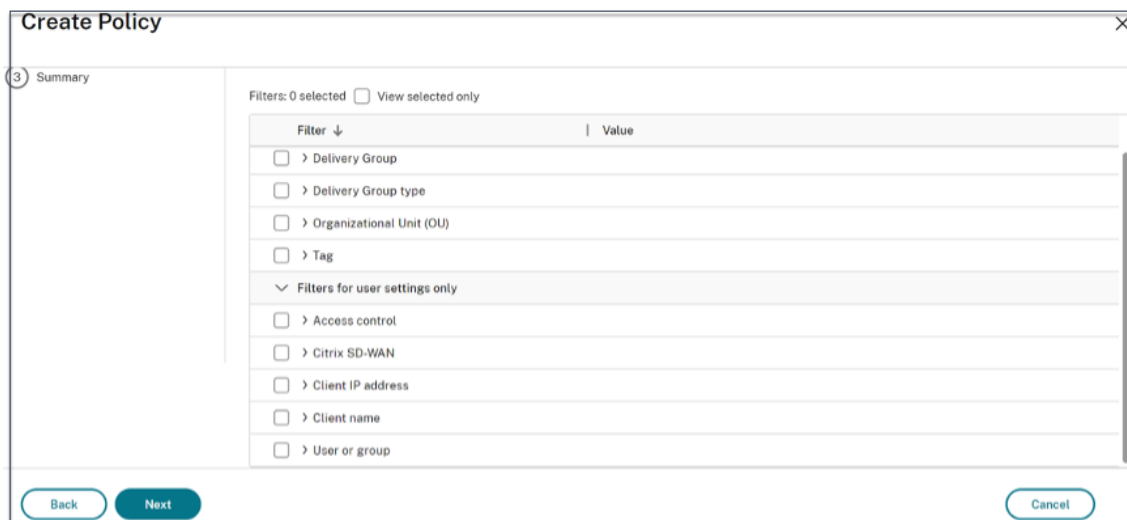 Create Policy
3 Summary
Filters: 0 selected View selected only
Filter Value
Delivery Group
Delivery Group type
Organizational Unit (OU)
Tag
Filters for user settings only
Access control
Citrix SD-WAN
Client IP address
Client name
User or group
Back Next Cancel